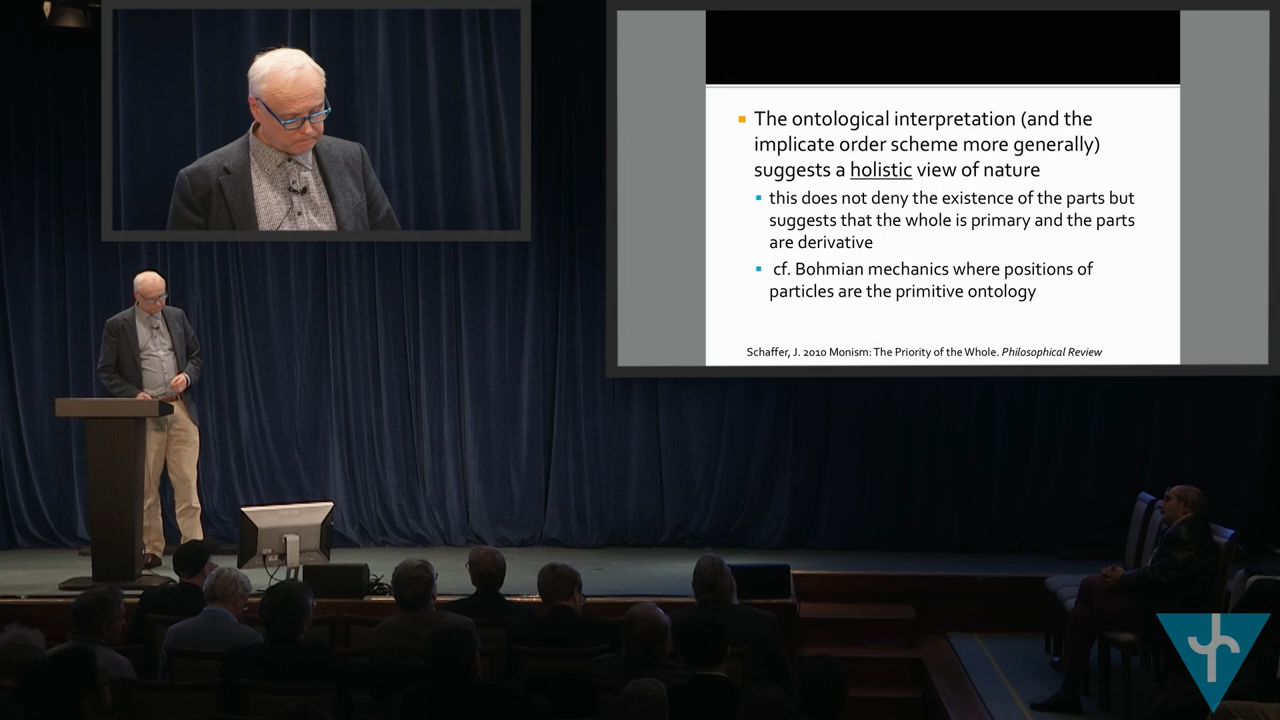 The ontological interpretation (and the
implicate order scheme more generally)
suggests a holistic view of nature
this does not deny the existence of the parts but
suggests that the whole is primary and the parts
are derivative
cf. Bohmian mechanics where positions of
particles are the primitive ontology
Schaffer, J. 2010 Monism: The Priority of the Whole. Philosophical Review